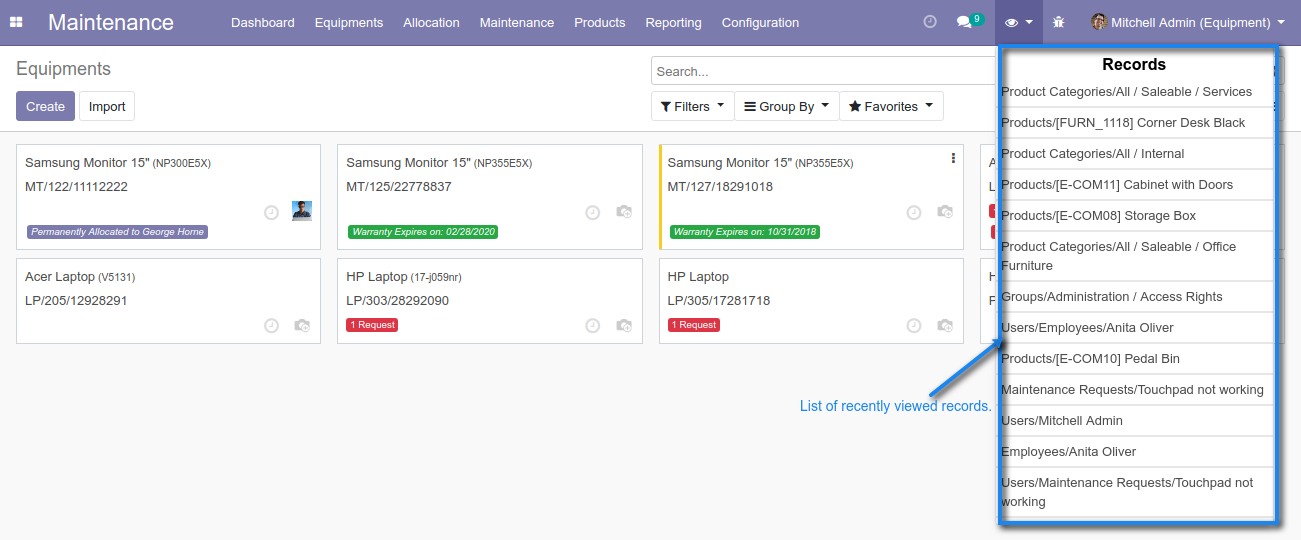 Maintenance
Dashboard
Equipments
Allocation
Maintenance
Products
Reporting
Configuration
9
Mitchell Admin (Equipment)
Equipments
Search...
Create
Import
Filters
Group By
Favorites
Samsung Monitor 15" (NP300E5X)
MT/122/11112222
Permanently Allocated to George Horne
Samsung Monitor 15" (NP355E5X)
MT/125/22778837
Warranty Expires on: 02/28/2020
Samsung Monitor 15" (NP355E5X)
MT/127/18291018
Warranty Expires on: 10/31/2018
A
L
Acer Laptop (V5131)
LP/205/12928291
HP Laptop (17-j059nr)
LP/303/28292090
1 Request
HP Laptop
LP/305/17281718
1 Request
List of recently viewed records.
Records
Product Categories/All / Saleable / Services
Products/[FURN_1118] Corner Desk Black
Product Categories/All / Internal
Products/[E-COM11] Cabinet with Doors
Products/[E-COM08] Storage Box
Product Categories/All / Saleable / Office
Furniture
Groups/Administration / Access Rights
Users/Employees/Anita Oliver
Products/[E-COM10] Pedal Bin
Maintenance Requests/Touchpad not working
Users/Mitchell Admin
Employees/Anita Oliver
Users/Maintenance Requests/Touchpad not
working